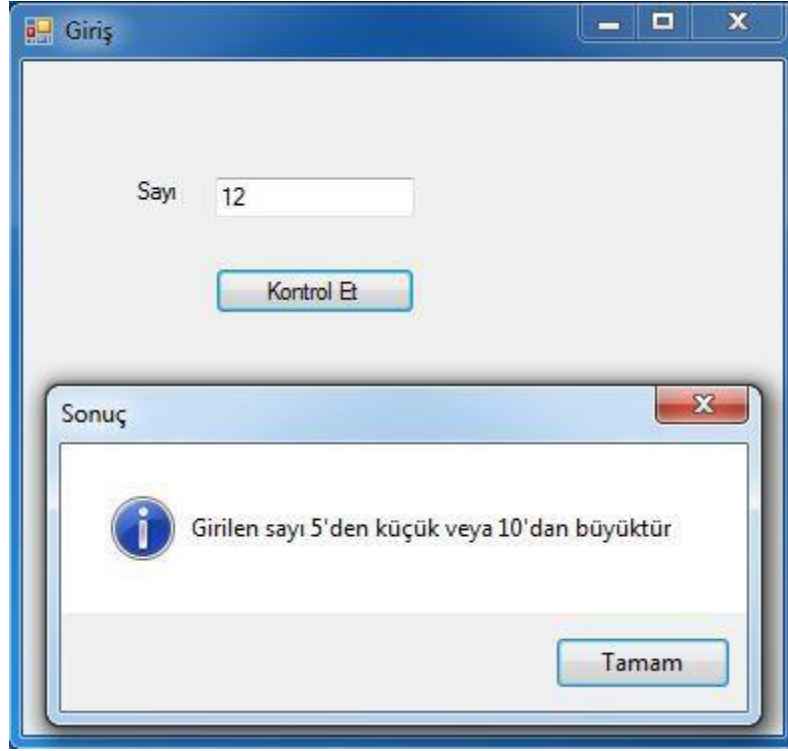 Giriş
Sayı 12
Kontrol Et
Sonuç
Girilen sayı 5'den küçük veya 10'dan büyüktür
Tamam